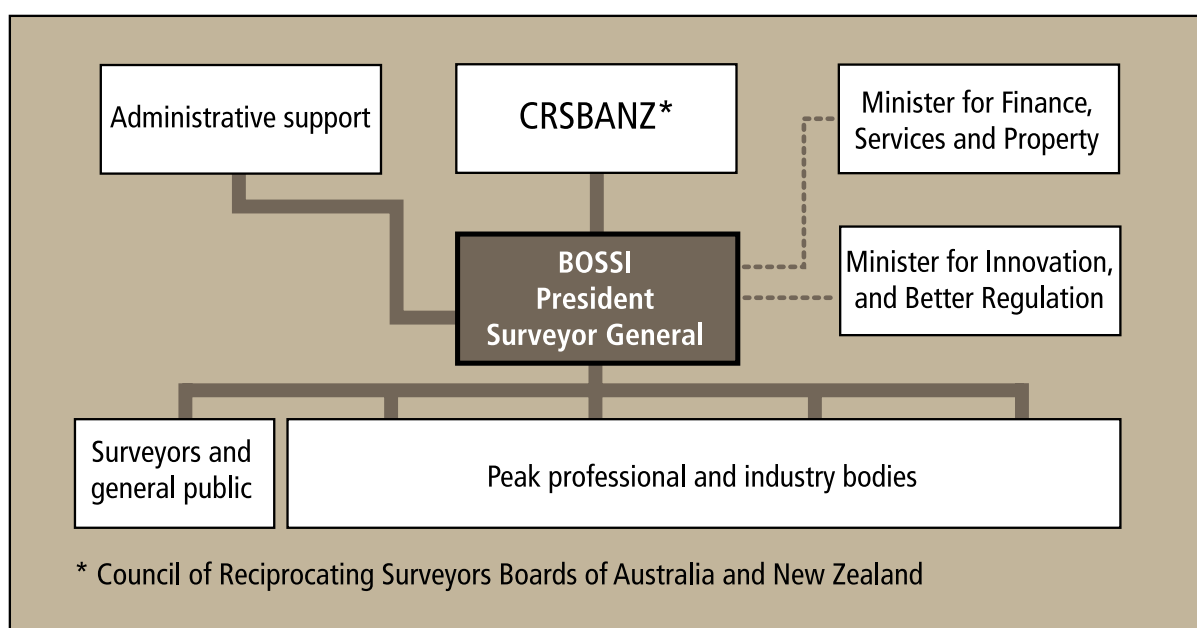 Administrative support
CRSBANZ*
Minister for Finance,
Services and Property
BOSSI
President
Surveyor General
Minister for Innovation,
and Better Regulation
Surveyors and
general public
Peak professional and industry bodies
* Council of Reciprocating Surveyors Boards of Australia and New Zealand